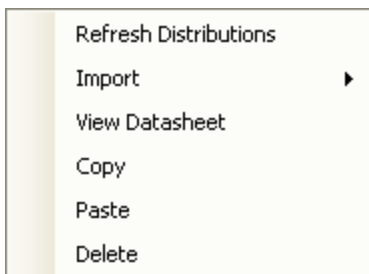 Refresh Distributions
Import
View Datasheet
Copy
Paste
Delete